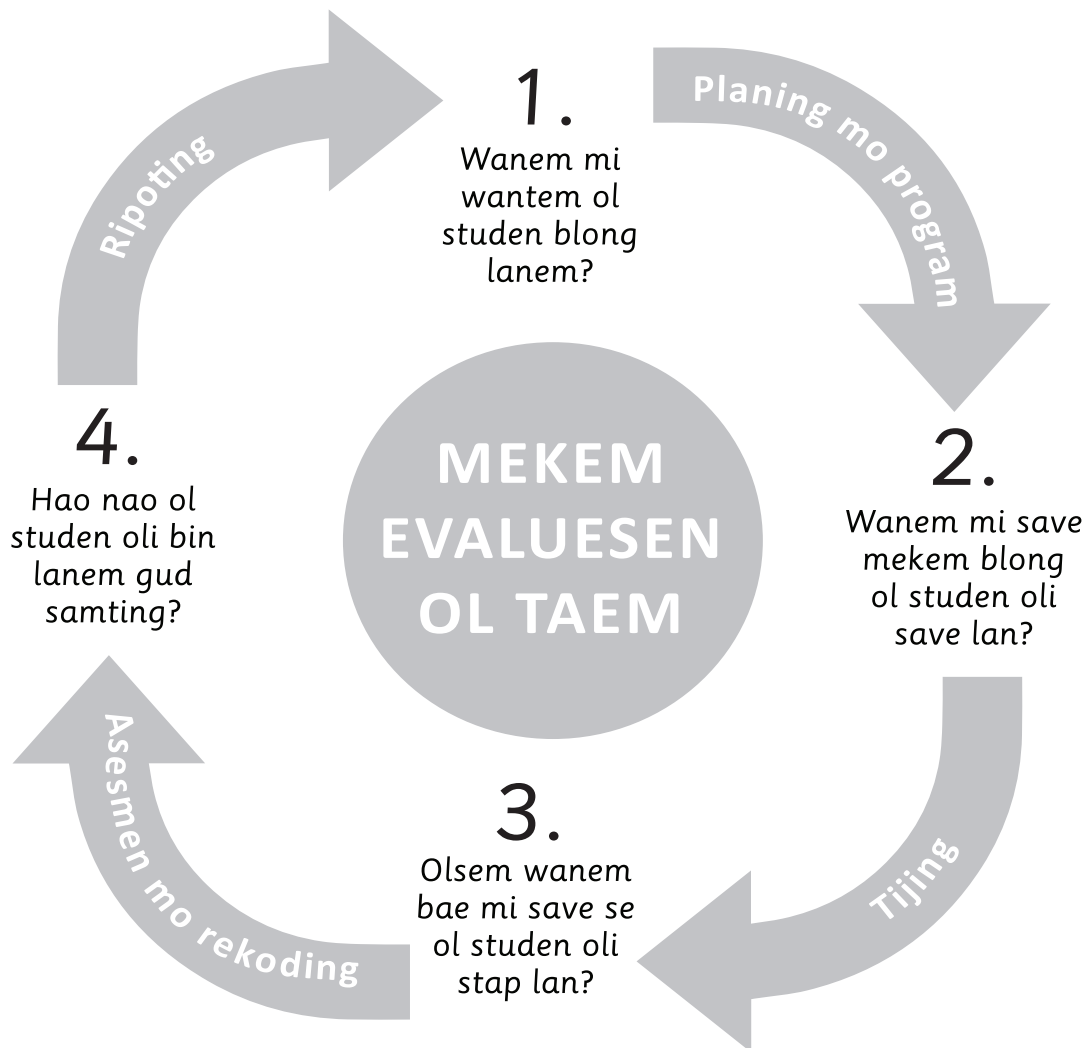 1.
Wanem mi
wantem ol
studen blong
lanem?
Planing mo program
2.
Wanem mi save
mekem blong
ol studen oli
save lan?
Tijing
3.
Olsem wanem
bae mi save se
ol studen oli
stap lan?
Asesmen mo rekoding
4.
Hao nao ol
studen oli bin
lanem gud
samting?
Ripoting
MEKEM
EVALUESEN
OL TAEM